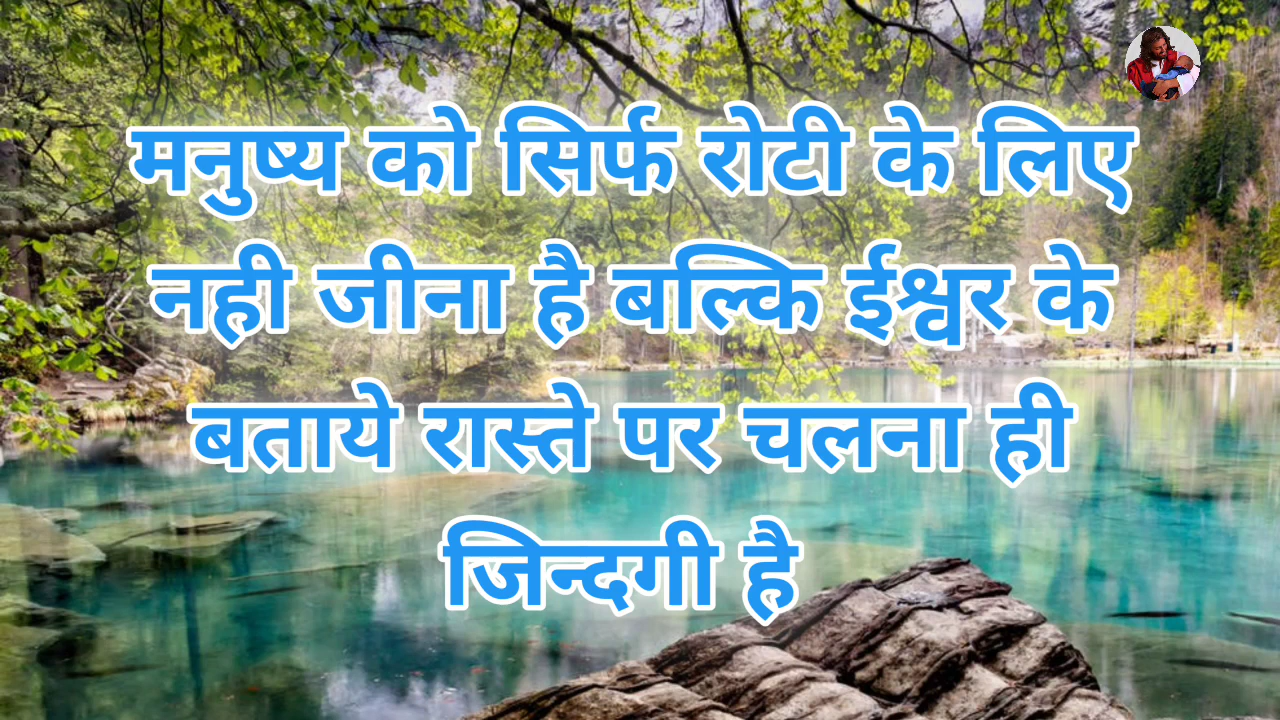 मनुष्य को सिर्फ रोटी के लिए
नही जीना है बल्कि ईश्वर के
बताये रास्ते पर चलना ही
जिन्दगी है